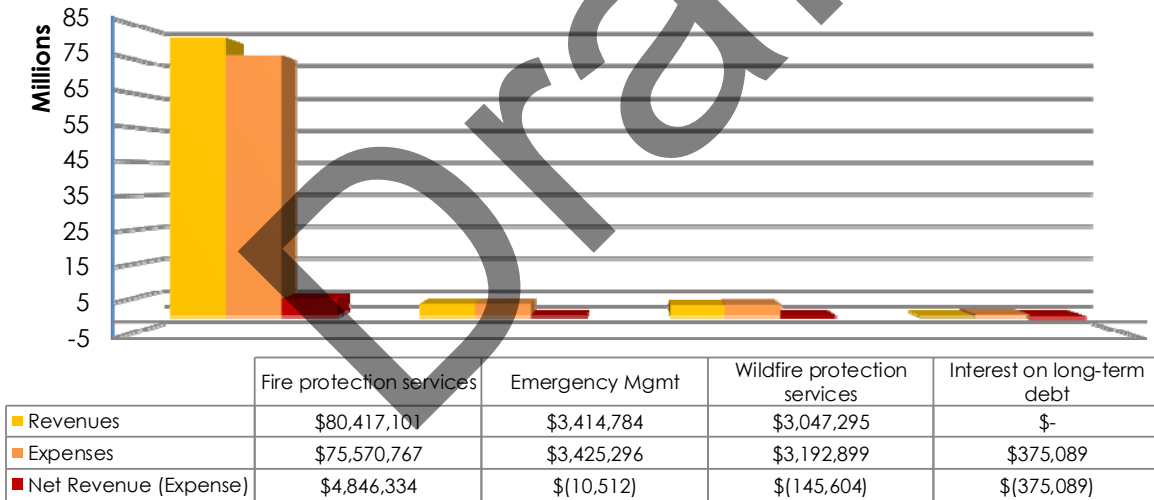 Millions
85
75
65
55
45
35
25
15
5
-5
Fire protection services Emergency Mgmt Wildfire protection services Interest on long-term debt
Revenues $80,417,101 $3,414,784 $3,047,295 $-
Expenses $75,570,767 $3,425,296 $3,192,899 $375,089
Net Revenue (Expense) $4,846,334 $(10,512) $(145,604) $(375,089)